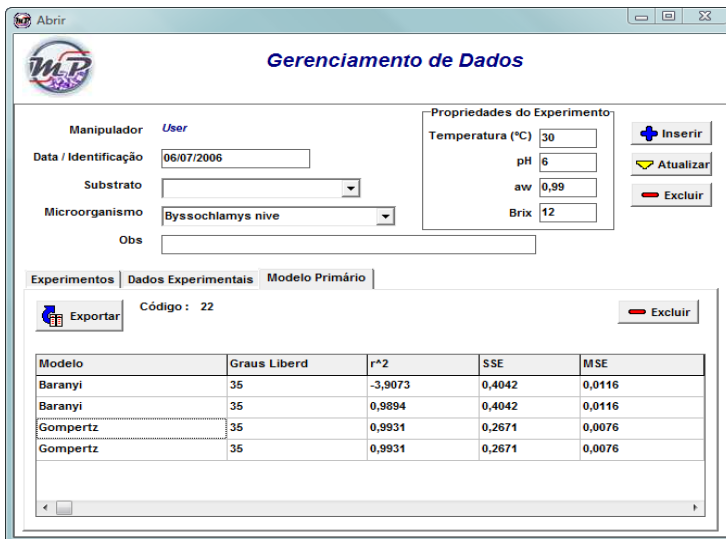 Abrir
MP
Gerenciamento de Dados
Manipulador User
Data / Identificação 06/07/2006
Substrato
Microorganismo Byssochlamys nive
Obs
Propriedades do Experimento
Temperatura (ºC) 30
pH 6
aw 0,99
Brix 12
Inserir
Atualizar
Excluir
Experimentos Dados Experimentais Modelo Primário
Exportar Código : 22 Excluir
Modelo Graus Liberd r^2 SSE MSE
Baranyi 35 -3,9073 0,4042 0,0116
Baranyi 35 0,9894 0,4042 0,0116
Gompertz 35 0,9931 0,2671 0,0076
Gompertz 35 0,9931 0,2671 0,0076